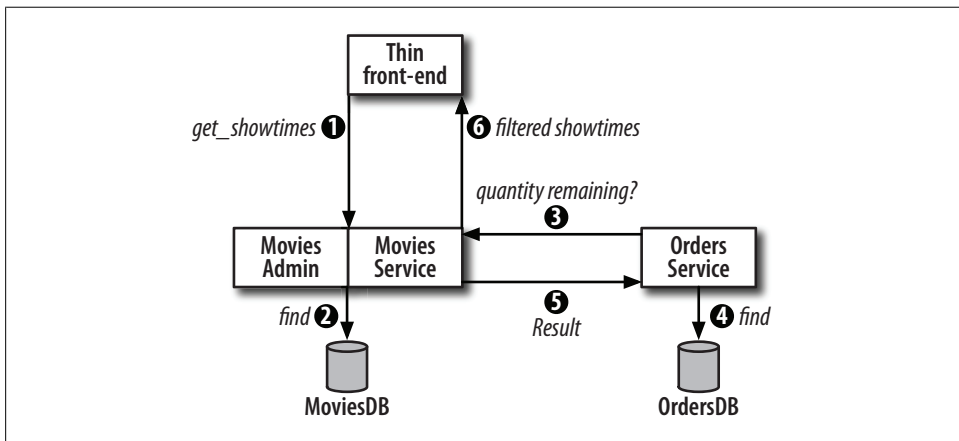 Thin
front-end
get_showtimes 1
6 filtered showtimes
quantity remaining?
3
Movies
Admin
Movies
Service
Orders
Service
find 2
5
Result
4 find
MoviesDB
OrdersDB